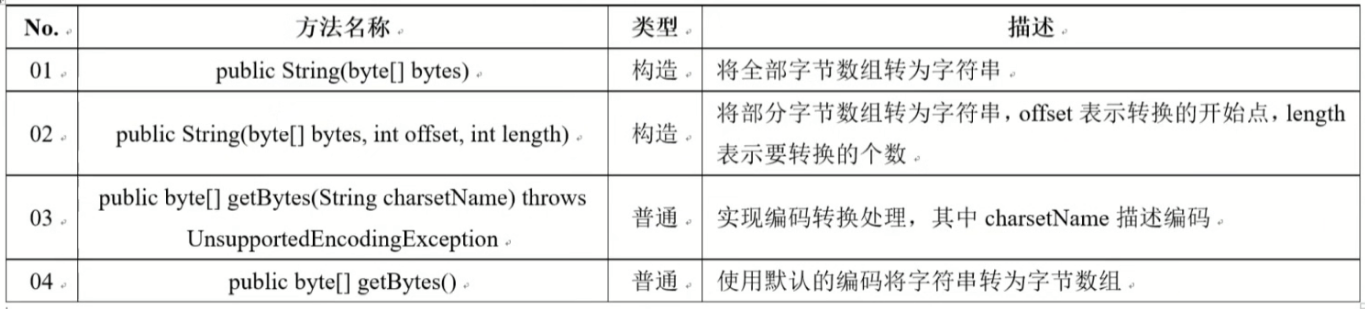 No. 方法名称 类型 描述
01 public String(byte[] bytes) 构造 将全部字节数组转为字符串
02 public String(byte[] bytes, int offset, int length) 构造 将部分字节数组转为字符串，offset 表示转换的开始点，length
表示要转换的个数
03 public byte[] getBytes(String charsetName) throws
UnsupportedEncodingException 普通 实现编码转换处理，其中 charsetName 描述编码
04 public byte[] getBytes() 普通 使用默认的编码将字符串转为字节数组